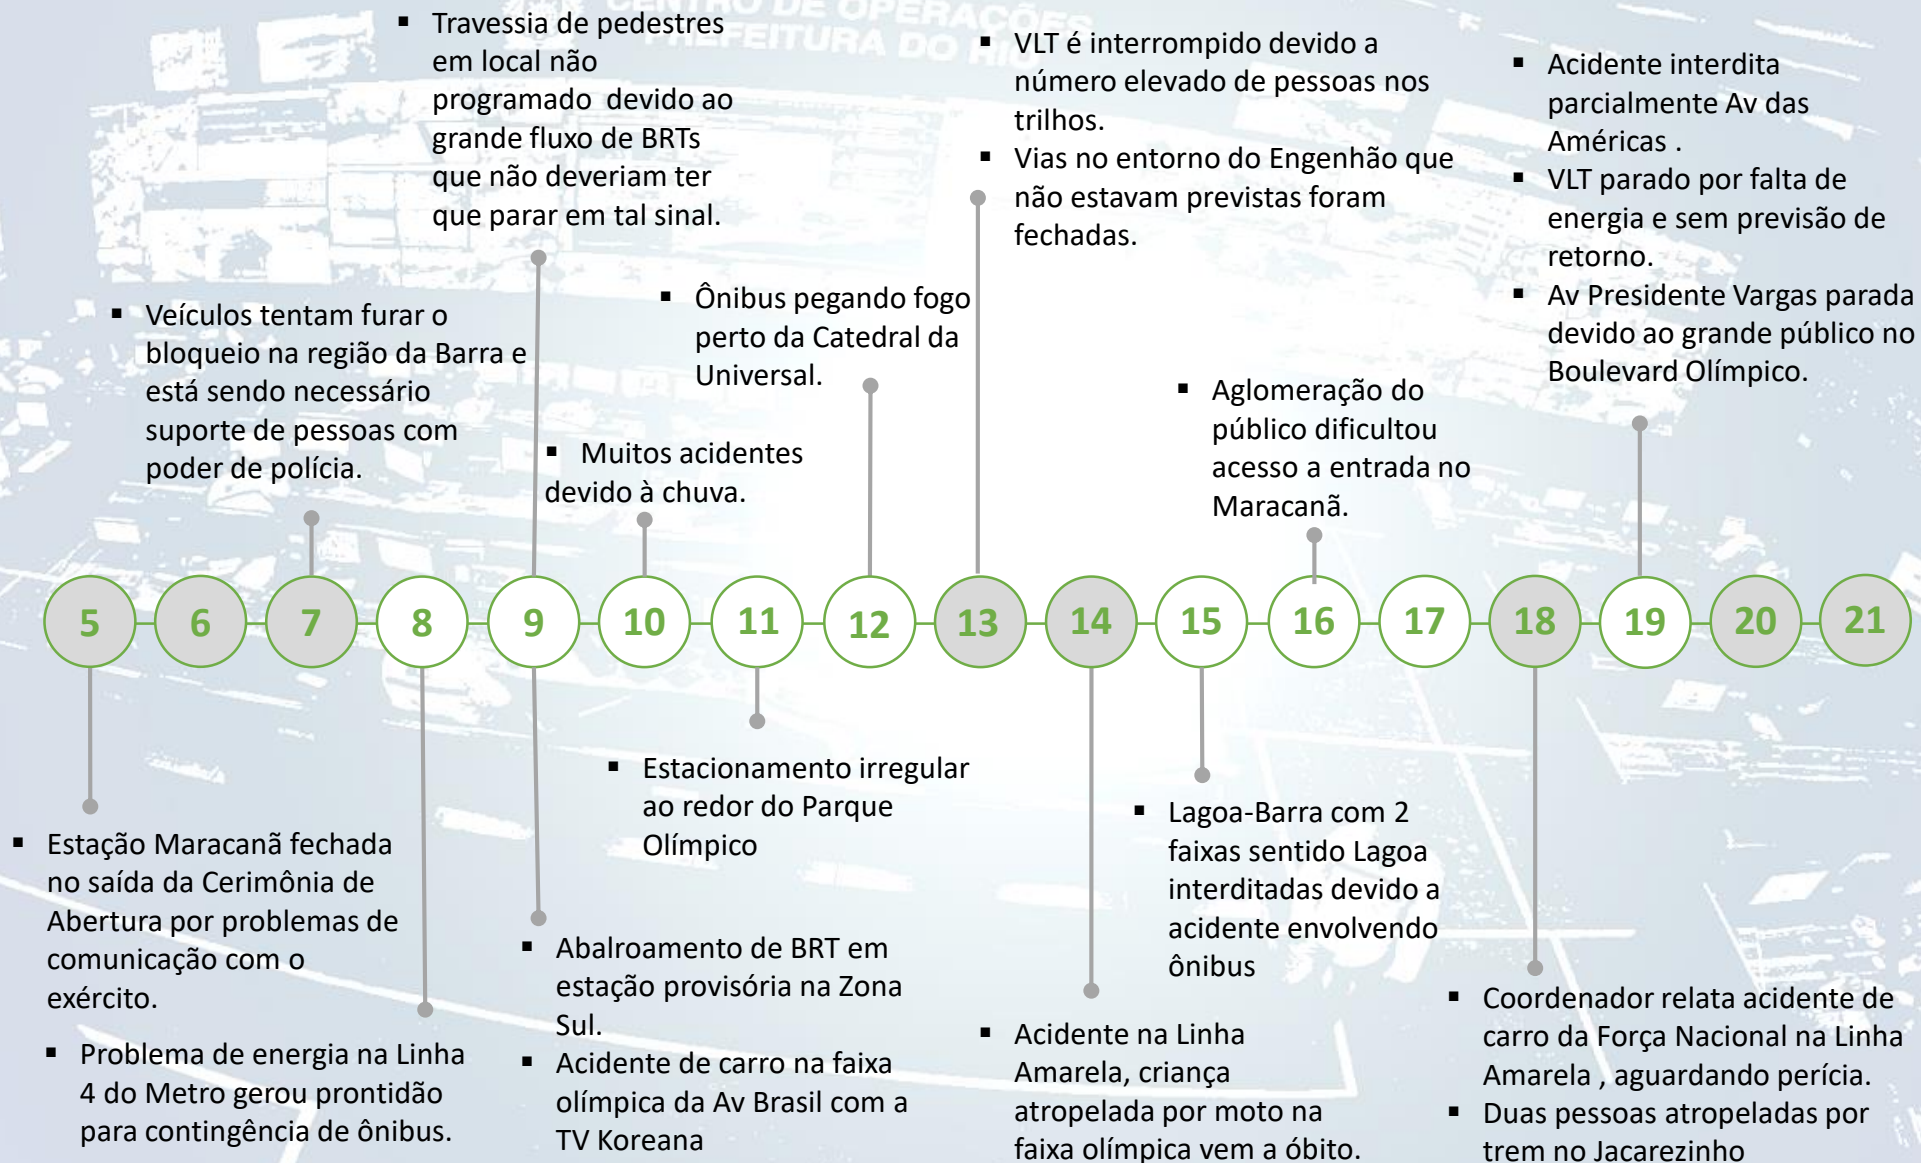 CENTRO DE OPERAÇÕES
PREFEITURA DO RIO
▪ Travessia de pedestres
em local não
programado devido ao
grande fluxo de BRTs
que não deveriam ter
que parar em tal sinal.
▪ VLT é interrompido devido a
número elevado de pessoas nos
trilhos.
▪ Vias no entorno do Engenhão que
não estavam previstas foram
fechadas.
▪ Acidente interdita
parcialmente Av das
Américas .
▪ VLT parado por falta de
energia e sem previsão de
retorno.
▪ Av Presidente Vargas parada
devido ao grande público no
Boulevard Olímpico.
▪ Veículos tentam furar o
bloqueio na região da Barra e
está sendo necessário
suporte de pessoas com
poder de polícia.
▪ Ônibus pegando fogo
perto da Catedral da
Universal.
▪ Muitos acidentes
devido à chuva.
▪ Aglomeração do
público dificultou
acesso a entrada no
Maracanã.
5 6 7 8 9 10 11 12 13 14 15 16 17 18 19 20 21
▪ Estação Maracanã fechada
no saída da Cerimônia de
Abertura por problemas de
comunicação com o
exército.
▪ Problema de energia na Linha
4 do Metro gerou prontidão
para contingência de ônibus.
▪ Abalroamento de BRT em
estação provisória na Zona
Sul.
▪ Acidente de carro na faixa
olímpica da Av Brasil com a
TV Koreana
▪ Estacionamento irregular
ao redor do Parque
Olímpico
▪ Acidente na Linha
Amarela, criança
atropelada por moto na
faixa olímpica vem a óbito.
▪ Lagoa-Barra com 2
faixas sentido Lagoa
interditadas devido a
acidente envolvendo
ônibus
▪ Coordenador relata acidente de
carro da Força Nacional na Linha
Amarela , aguardando perícia.
▪ Duas pessoas atropeladas por
trem no Jacarezinho